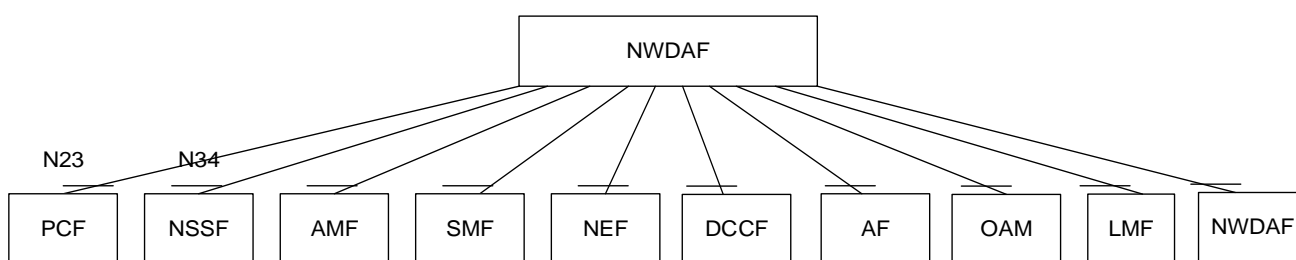 NWDAF
N23 N34
PCF NSSF AMF SMF NEF DCCF AF OAM LMF NWDAF